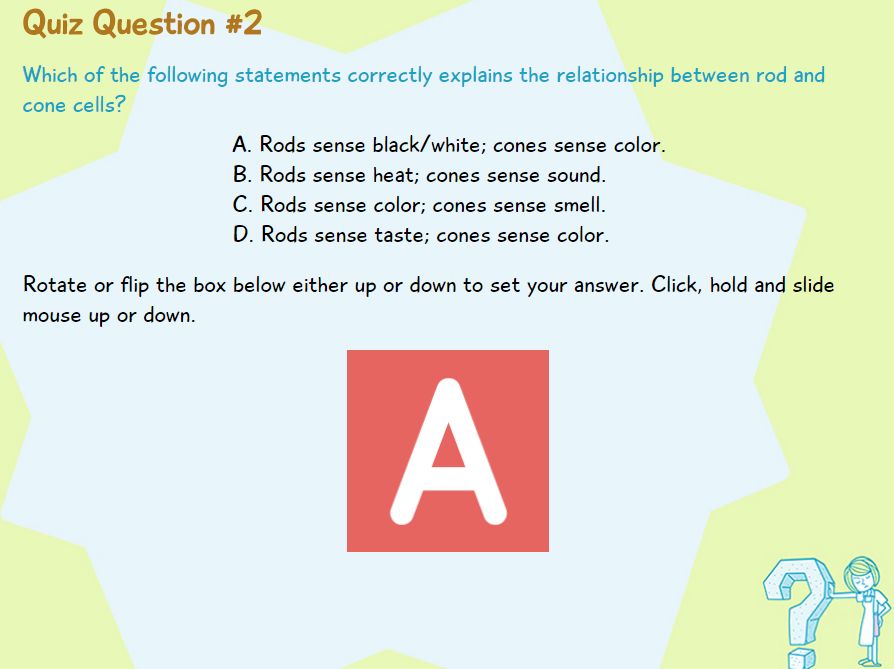 Quiz Question #2
Which of the following statements correctly explains the relationship between rod and
cone cells?
A. Rods sense black/white; cones sense color.
B. Rods sense heat; cones sense sound.
C. Rods sense color; cones sense smell.
D. Rods sense taste; cones sense color.
Rotate or flip the box below either up or down to set your answer. Click, hold and slide
mouse up or down.
A
?